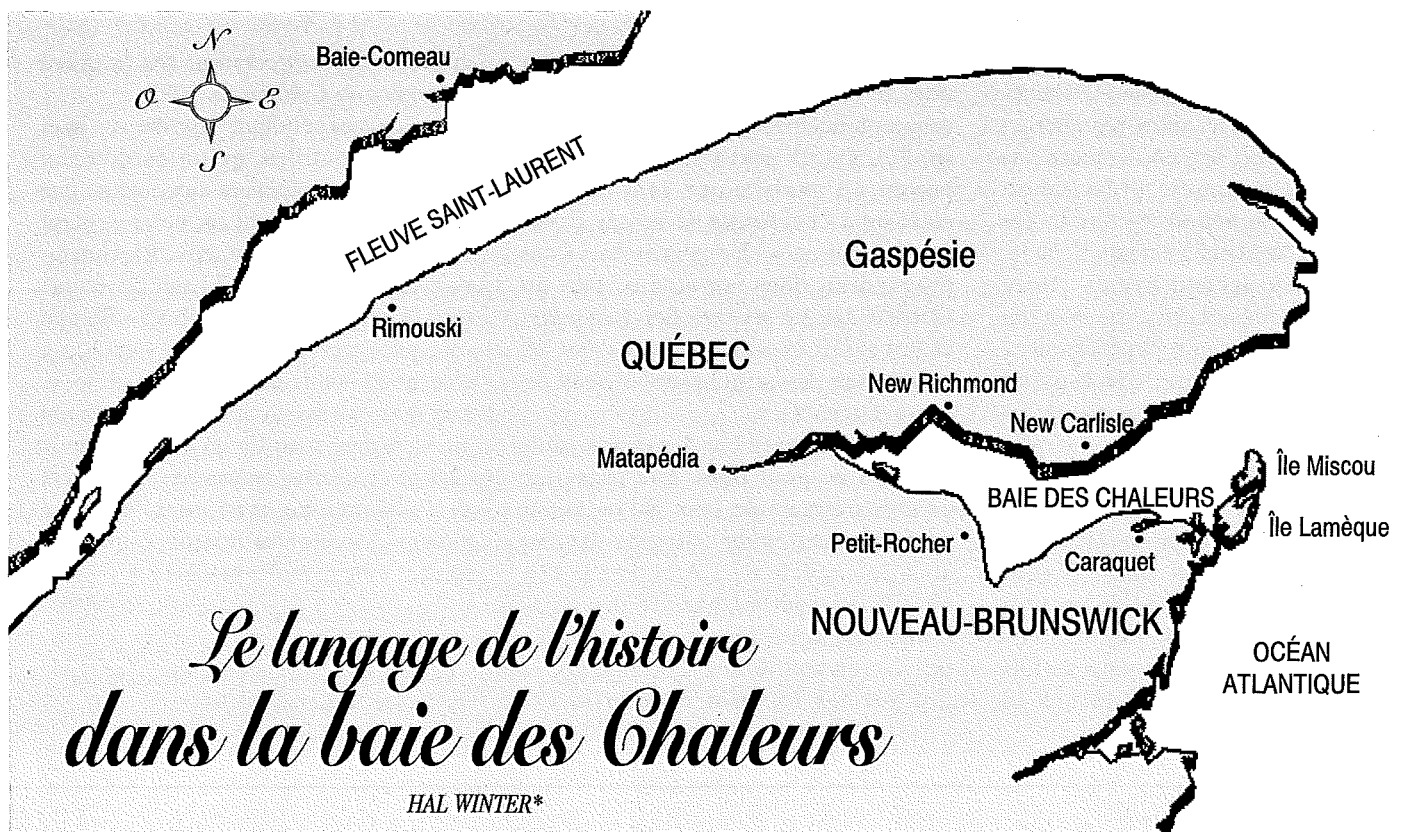 N
Baie-Comeau
O E
S
FLEUVE SAINT-LAURENT
Gaspésie
Rimouski
QUÉBEC
New Richmond
New Carlisle
Matapédia
Île Miscou
BAIE DES CHALEURS
Île Lamèque
Petit-Rocher
Caraquet
NOUVEAU-BRUNSWICK
OCÉAN
ATLANTIQUE
Le langage de l'histoire
dans la baie des Chaleurs
HAL WINTER*